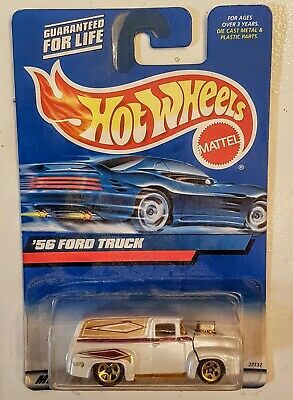 GUARANTEED
FOR LIFE
FOR AGES
OVER 3 YEARS.
DIE CAST METAL &
PLASTIC PARTS.
HOT WHEELS
MATTEL
®
'56 FORD TRUCK
27132